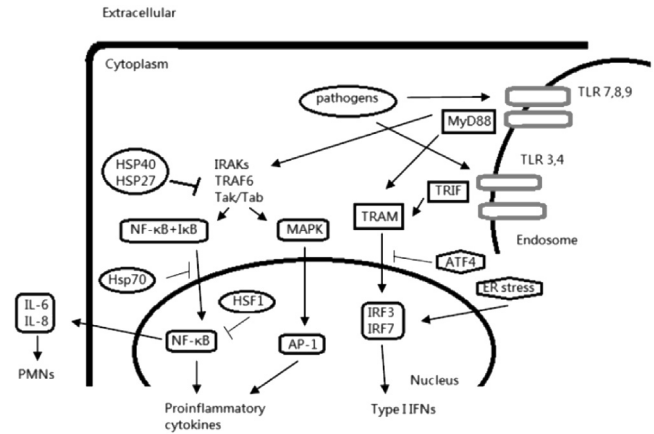 Extracellular
Cytoplasm
pathogens
TLR 7,8,9
MyD88
TLR 3,4
HSP40
HSP27
IRAKs
TRAF6
Tak/Tab
TRIF
TRAM
NF-κB+IκB
MAPK
Endosome
ATF4
Hsp70
ER stress
HSF1
IL-6
IL-8
IRF3
IRF7
NF-κB
AP-1
PMNs
Nucleus
Proinflammatory
cytokines
Type I IFNs